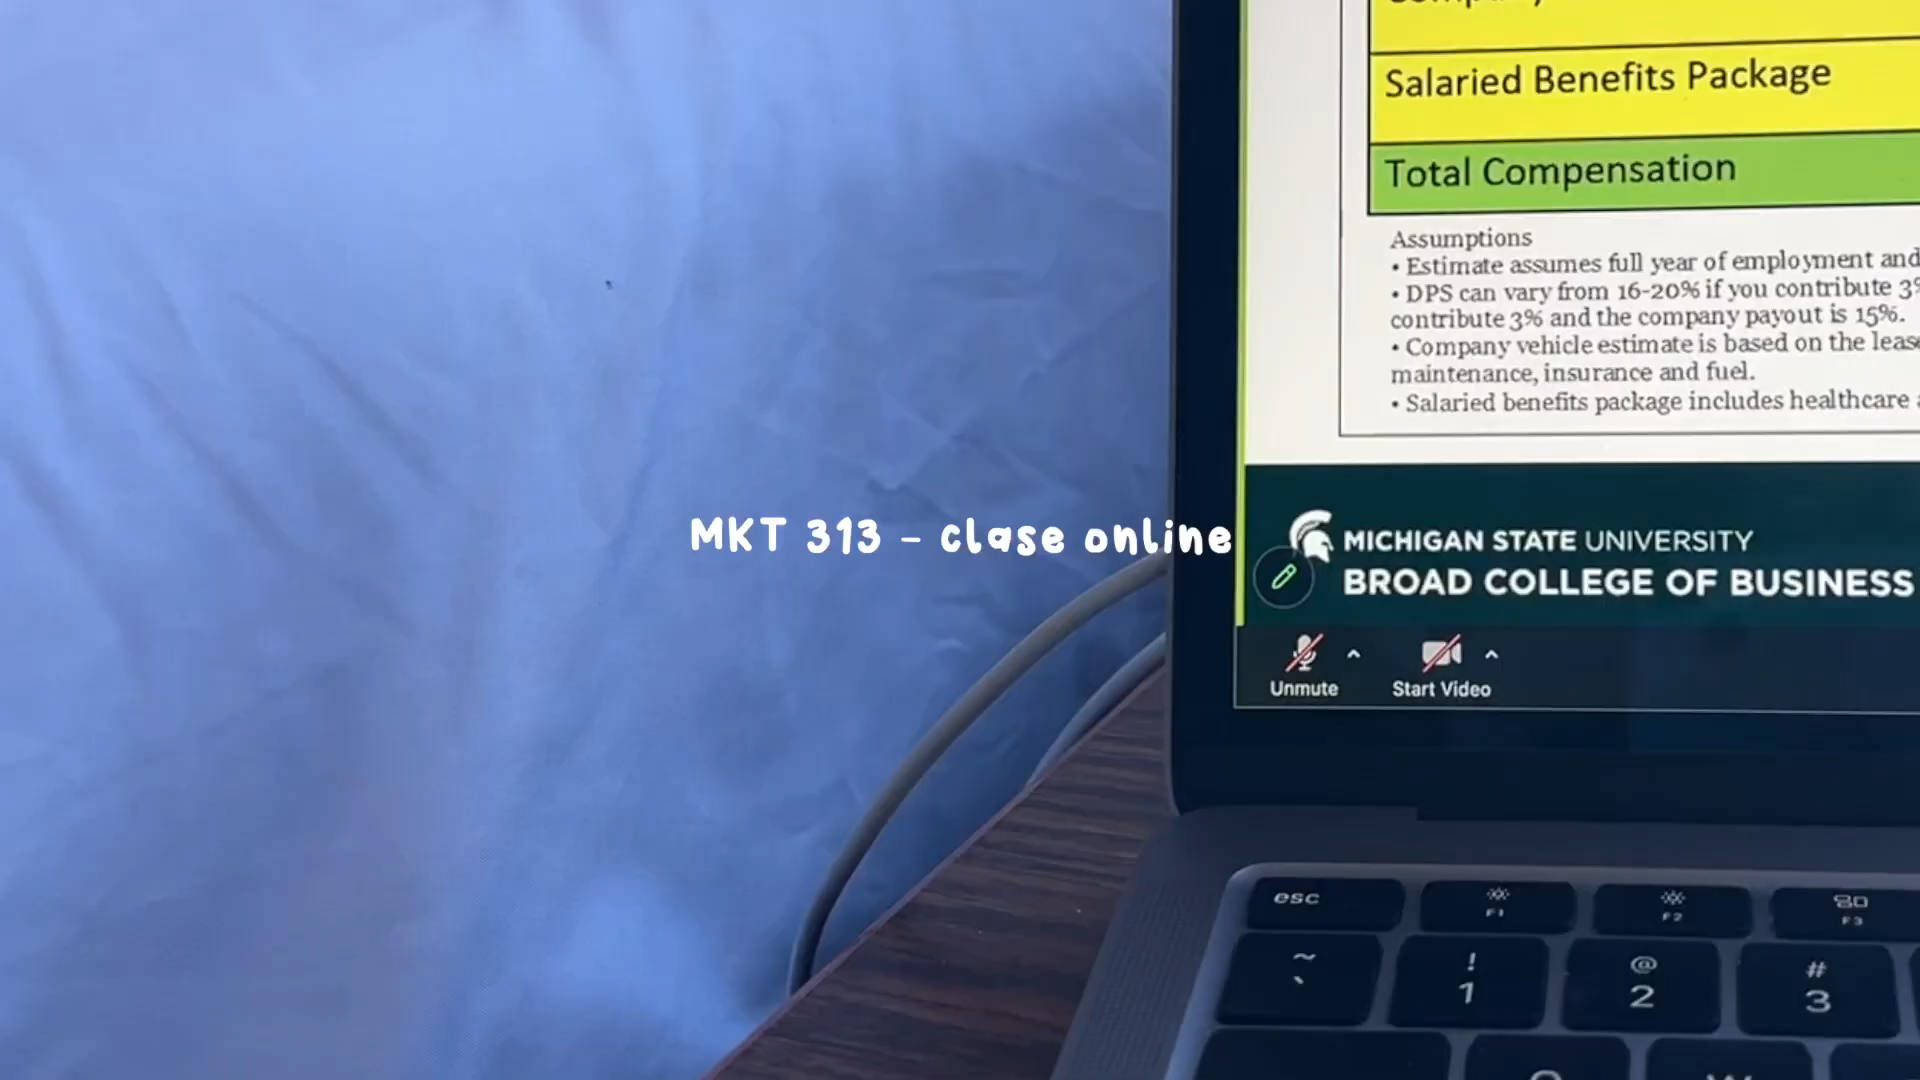 Salaried Benefits Package
Total Compensation
Assumptions
• Estimate assumes full year of employment and
• DPS can vary from 16-20% if you contribute 3%
contribute 3% and the company payout is 15%.
• Company vehicle estimate is based on the lease
maintenance, insurance and fuel.
• Salaried benefits package includes healthcare
MKT 313 - clase online
MICHIGAN STATE UNIVERSITY
BROAD COLLEGE OF BUSINESS
Unmute
Start Video
esc
F1
F2
F3
~
`
!
1
@
2
#
3